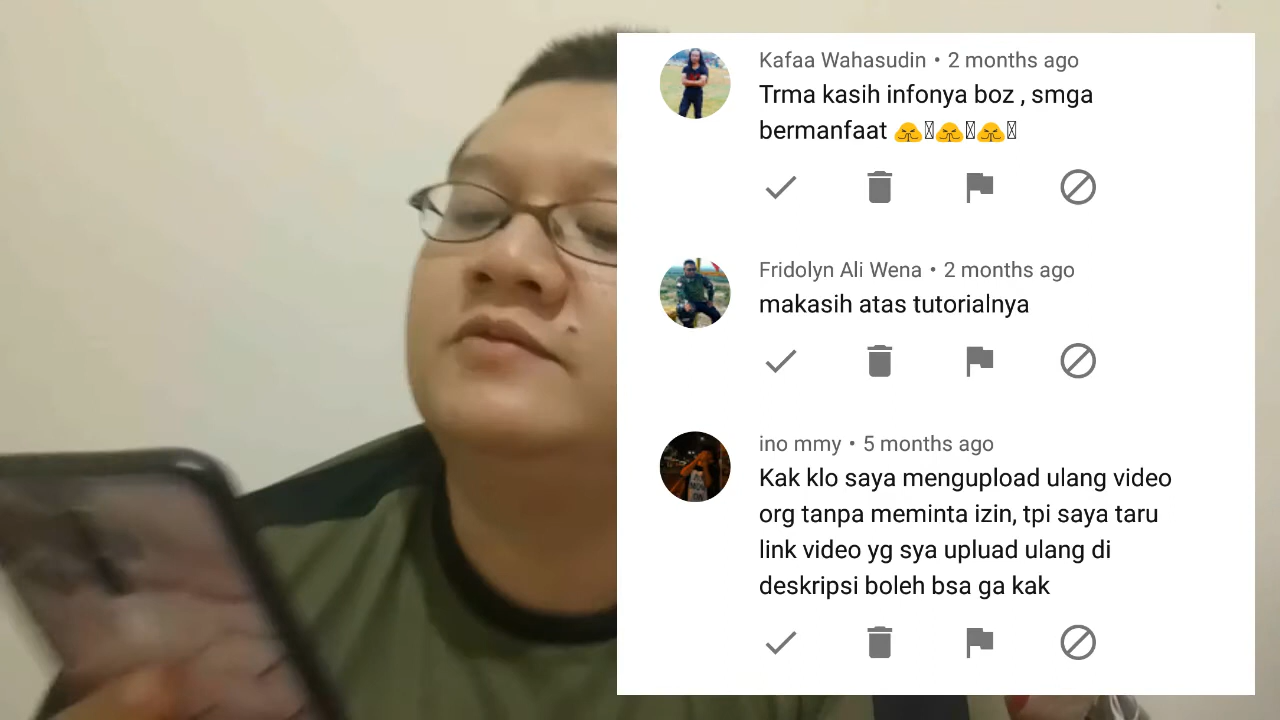 Kafaa Wahasudin • 2 months ago
Trma kasih infonya boz , smga
bermanfaat 🙏▯🙏▯🙏▯
Fridolyn Ali Wena • 2 months ago
makasih atas tutorialnya
ino mmy • 5 months ago
Kak klo saya mengupload ulang video
org tanpa meminta izin, tpi saya taru
link video yg sya upluad ulang di
deskripsi boleh bsa ga kak